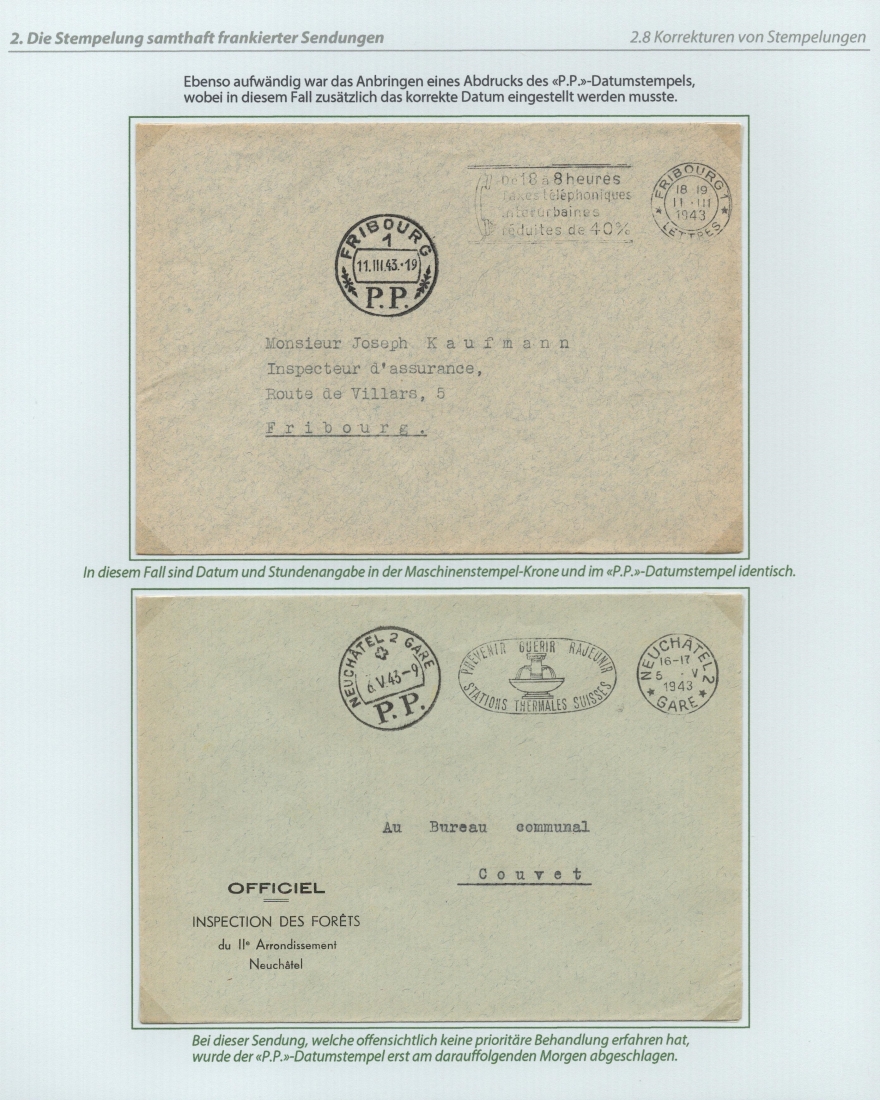 2. Die Stempelung samthaft frankierter Sendungen
2.8 Korrekturen von Stempelungen
Ebenso aufwändig war das Anbringen eines Abdrucks des «P.P.»-Datumstempels,
wobei in diesem Fall zusätzlich das korrekte Datum eingestellt werden musste.
De 18 à 8 heures
Taxes téléphoniques
interurbaines
réduites de 40%
FRIBOURG 1
18 19
11 · III
1943
LETTRES
FRIBOURG
1
11.III.43·19
P.P.
Monsieur Joseph K a u f m a n n
Inspecteur d'assurance,
Route de Villars, 5
F r i b o u r g .
In diesem Fall sind Datum und Stundenangabe in der Maschinenstempel-Krone und im «P.P.»-Datumstempel identisch.
NEUCHÂTEL 2 GARE
6.V.43-9
P.P.
PRÉVENIR GUÉRIR RAJEUNIR
STATIONS THERMALES SUISSES
NEUCHÂTEL 2
16-17
5 · V
1943
GARE
Au Bureau communal
C o u v e t
OFFICIEL
INSPECTION DES FORÊTS
du IIe Arrondissement
Neuchâtel
Bei dieser Sendung, welche offensichtlich keine prioritäre Behandlung erfahren hat,
wurde der «P.P.»-Datumstempel erst am darauffolgenden Morgen abgeschlagen.